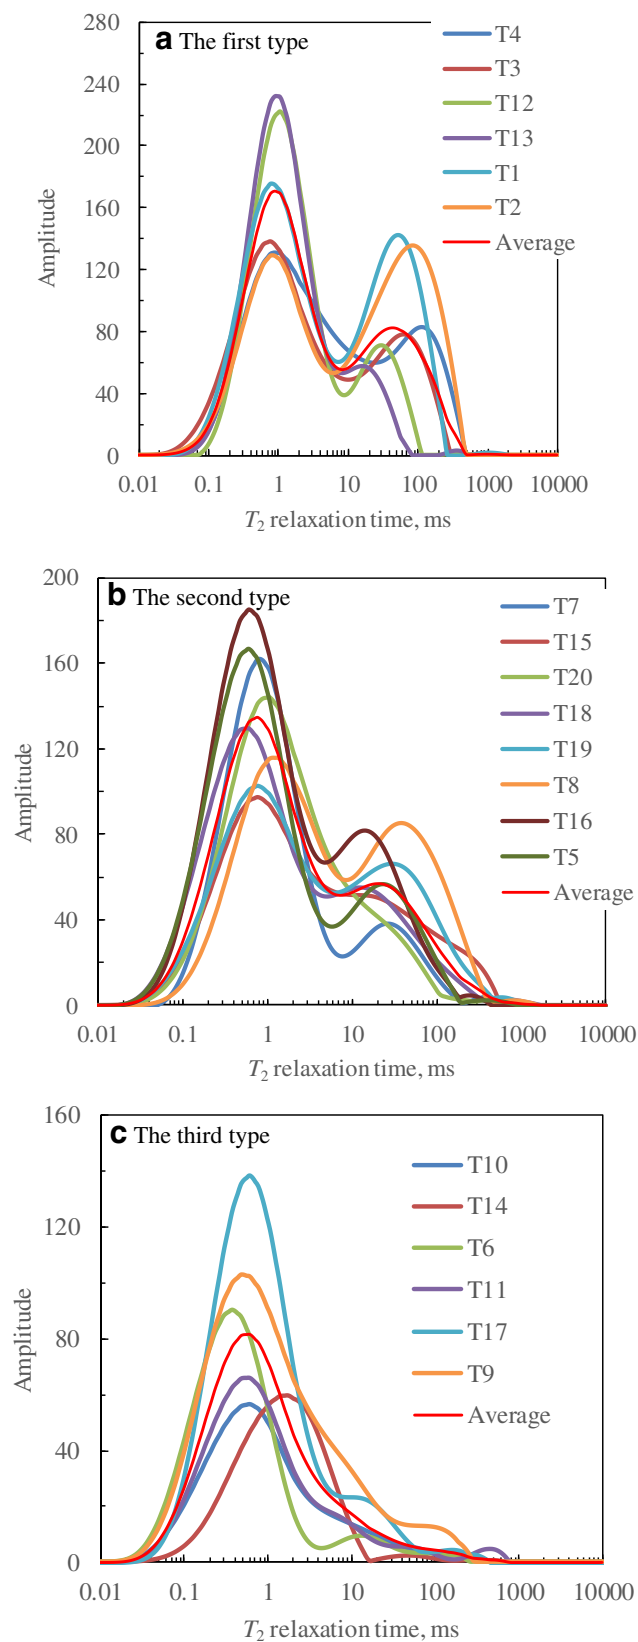 a The first type
280
240
200
160
120
80
40
0
Amplitude
T4
T3
T12
T13
T1
T2
Average
0.01 0.1 1 10 100 1000 10000
T2 relaxation time, ms
b The second type
200
160
120
80
40
0
Amplitude
T7
T15
T20
T18
T19
T8
T16
T5
Average
0.01 0.1 1 10 100 1000 10000
T2 relaxation time, ms
c The third type
160
120
80
40
0
Amplitude
T10
T14
T6
T11
T17
T9
Average
0.01 0.1 1 10 100 1000 10000
T2 relaxation time, ms